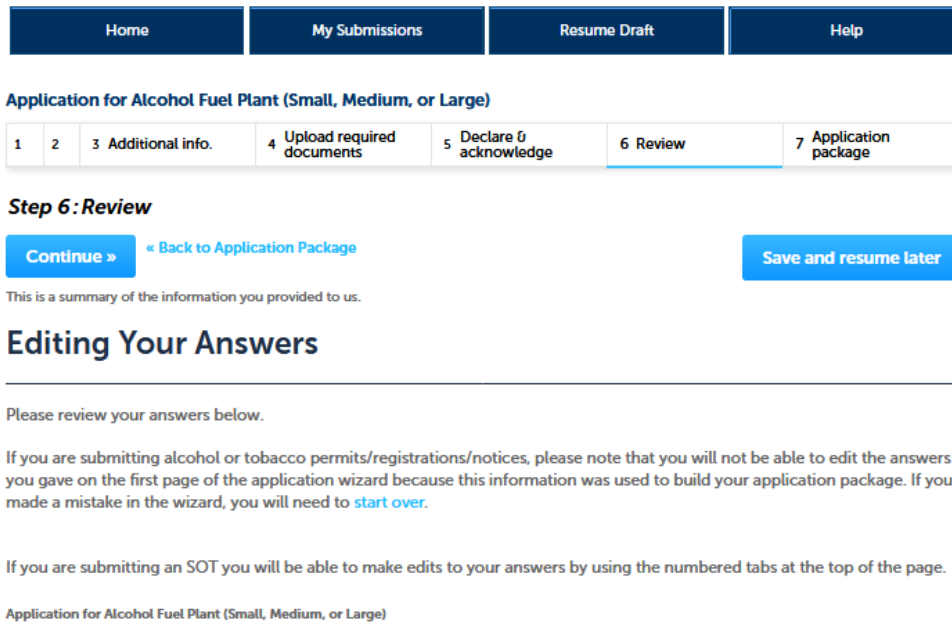 Home My Submissions Resume Draft Help
Application for Alcohol Fuel Plant (Small, Medium, or Large)
1 2 3 Additional info. 4 Upload required documents 5 Declare & acknowledge 6 Review 7 Application package
Step 6: Review
Continue » « Back to Application Package Save and resume later
This is a summary of the information you provided to us.
Editing Your Answers
Please review your answers below.
If you are submitting alcohol or tobacco permits/registrations/notices, please note that you will not be able to edit the answers
you gave on the first page of the application wizard because this information was used to build your application package. If you
made a mistake in the wizard, you will need to start over.
If you are submitting an SOT you will be able to make edits to your answers by using the numbered tabs at the top of the page.
Application for Alcohol Fuel Plant (Small, Medium, or Large)